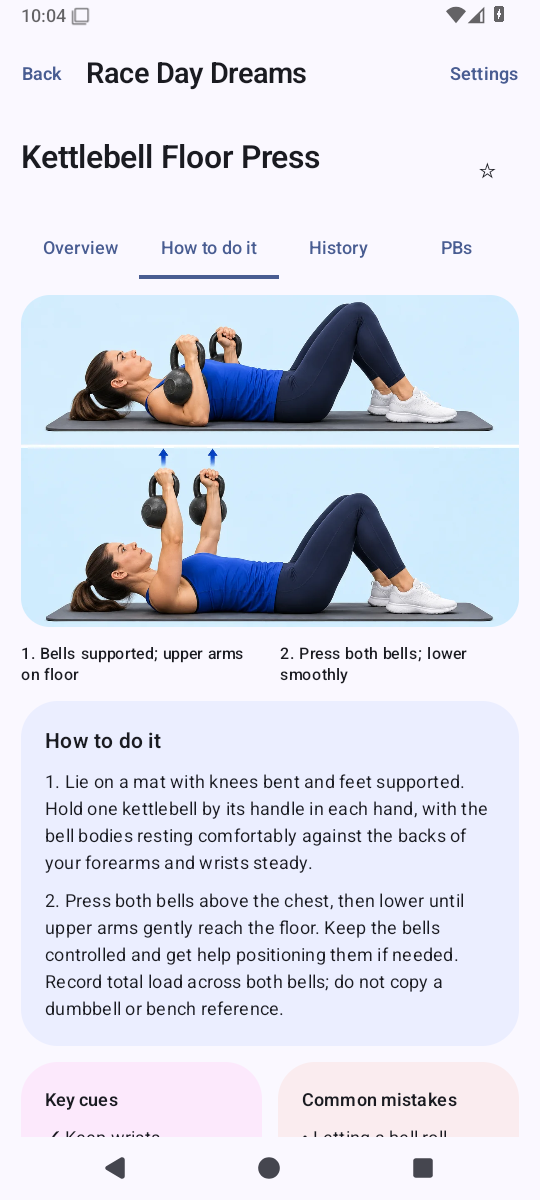 10:04
Back Race Day Dreams Settings
Kettlebell Floor Press
☆
Overview How to do it History PBs
1. Bells supported; upper arms
on floor
2. Press both bells; lower
smoothly
How to do it
1. Lie on a mat with knees bent and feet supported.
Hold one kettlebell by its handle in each hand, with the
bell bodies resting comfortably against the backs of
your forearms and wrists steady.
2. Press both bells above the chest, then lower until
upper arms gently reach the floor. Keep the bells
controlled and get help positioning them if needed.
Record total load across both bells; do not copy a
dumbbell or bench reference.
Key cues
✓ Keep wrists
Common mistakes
• Letting a bell roll